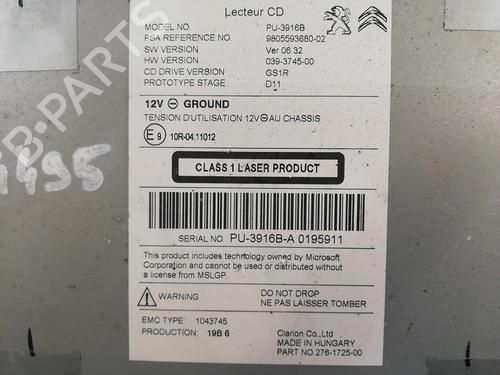 Lecteur CD
MODEL NO PU-3916B
PSA REFERENCE NO. 9805593680-02
SW VERSION Ver 06.32
HW VERSION 039-3745-00
CD DRIVE VERSION GS1R
PROTOTYPE STAGE D11
12V ⊖ GROUND
TENSION D'UTILISATION 12V⊖AU CHASSIS
E9 10R-04.11012
CLASS 1 LASER PRODUCT
SERIAL NO. PU-3916B-A 0195911
This product includes technology owned by Microsoft
Corporation and cannot be used or distributed without
a license from MSLGP.
WARNING
DO NOT DROP
NE PAS LAISSER TOMBER
EMC TYPE: 1043745
PRODUCTION: 19B 6
Clarion Co.,Ltd
MADE IN HUNGARY
PART NO.276-1725-00
B-PARTS